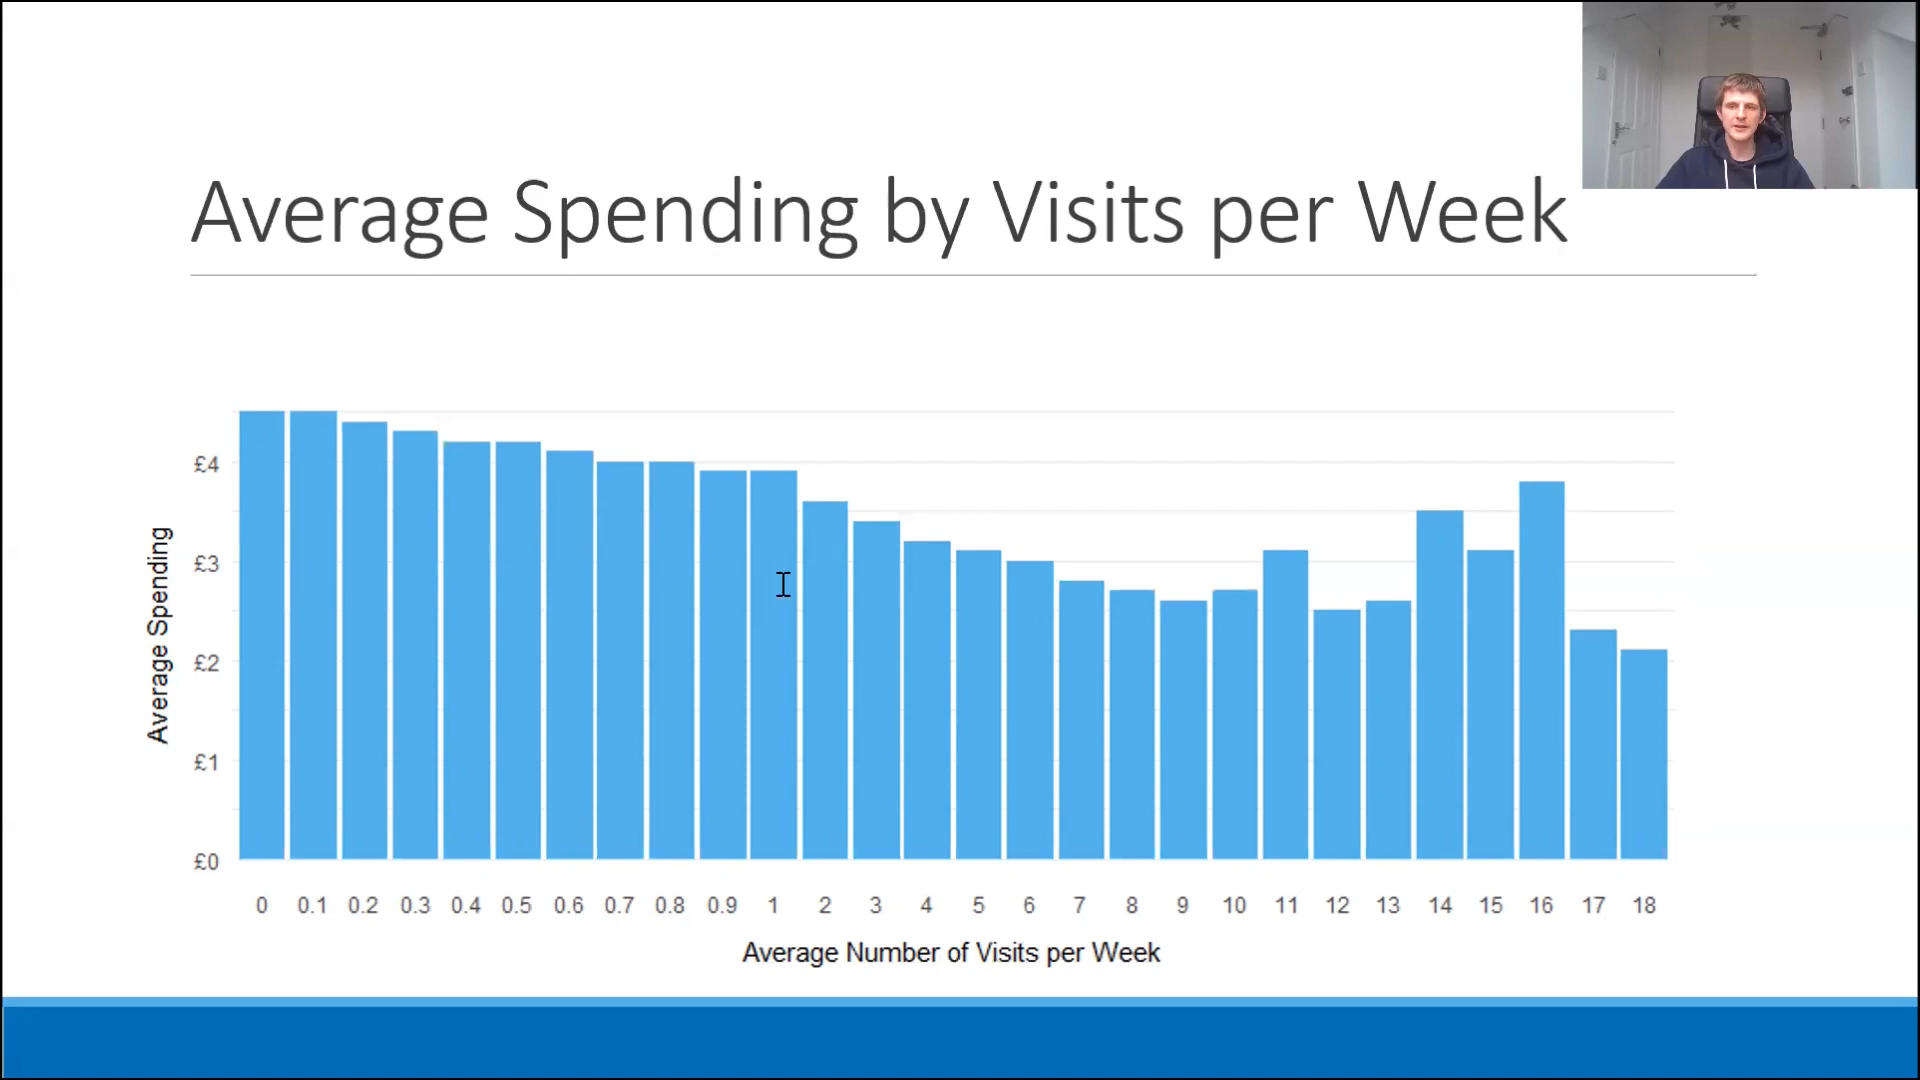 Average Spending by Visits per Week
£4
£3
£2
£1
£0
Average Spending
0 0.1 0.2 0.3 0.4 0.5 0.6 0.7 0.8 0.9 1 2 3 4 5 6 7 8 9 10 11 12 13 14 15 16 17 18
Average Number of Visits per Week